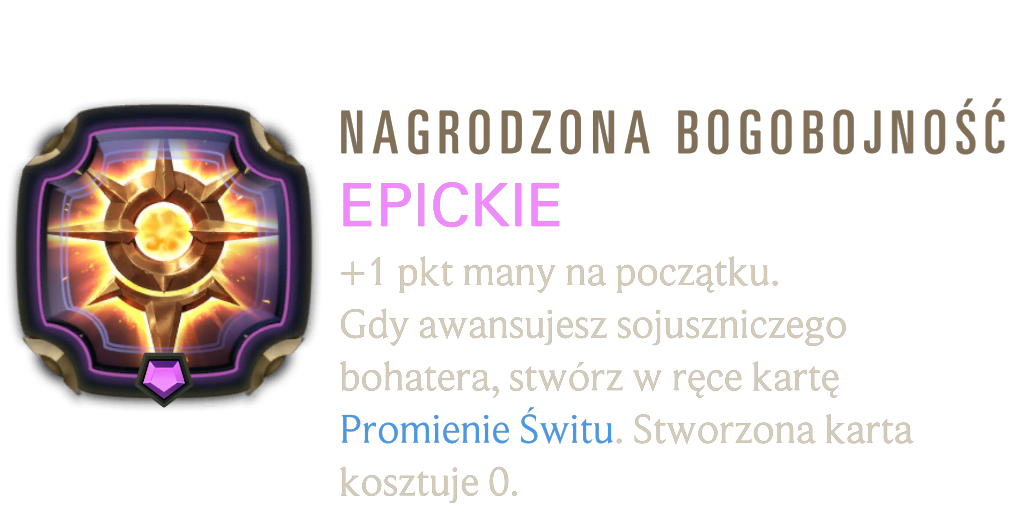 NAGRODZONA BOGOBOJNOŚĆ
EPICKIE
+1 pkt many na początku.
Gdy awansujesz sojuszniczego
bohatera, stwórz w ręce kartę
Promienie Świtu. Stworzona karta
kosztuje 0.